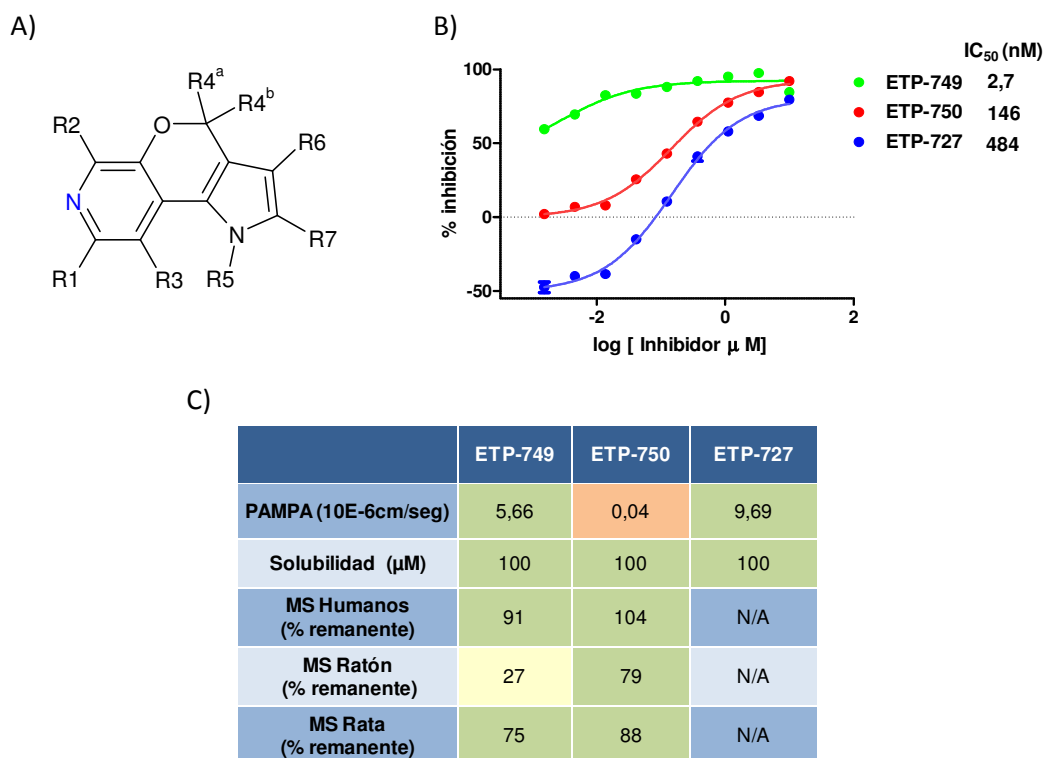 A)
R4a
R4b
R2
O
R6
N
R7
N
R1
R3
R5
B)
IC50 (nM)
100
50
0
-50
-2
0
2
% inhibición
log [ Inhibidor μ M]
ETP-749 2,7
ETP-750 146
ETP-727 484
C)
ETP-749 ETP-750 ETP-727
PAMPA (10E-6cm/seg) 5,66 0,04 9,69
Solubilidad (μM) 100 100 100
MS Humanos
(% remanente) 91 104 N/A
MS Ratón
(% remanente) 27 79 N/A
MS Rata
(% remanente) 75 88 N/A